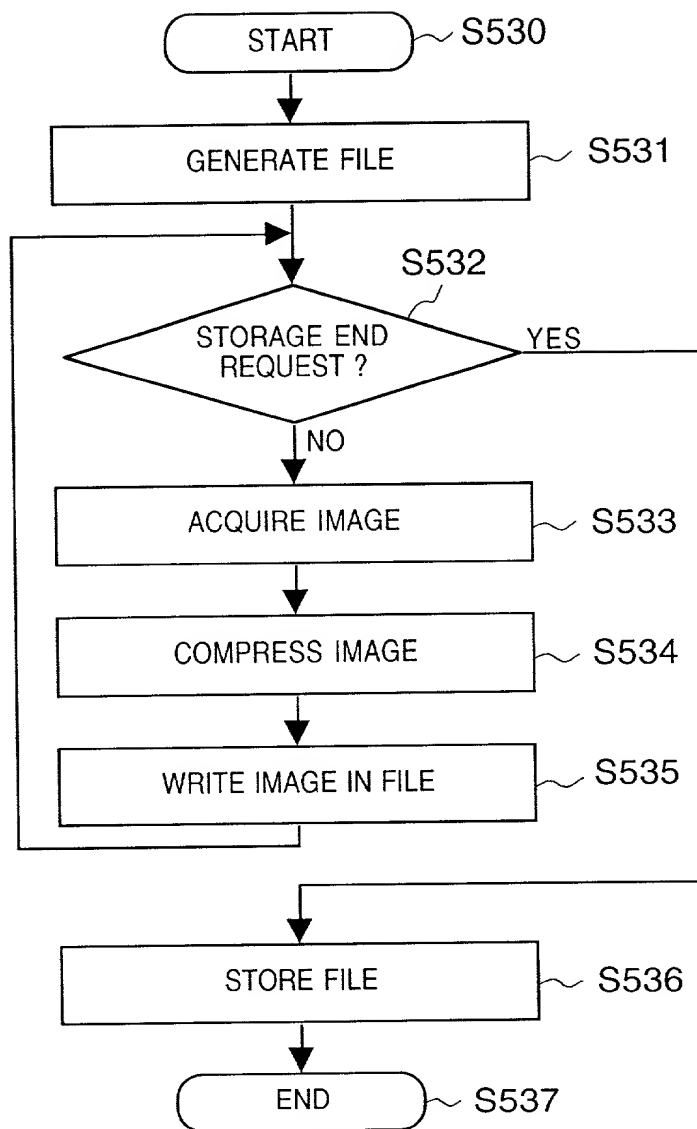 START
S530
GENERATE FILE
S531
S532
STORAGE END
REQUEST ?
YES
NO
ACQUIRE IMAGE
S533
COMPRESS IMAGE
S534
WRITE IMAGE IN FILE
S535
STORE FILE
S536
END
S537